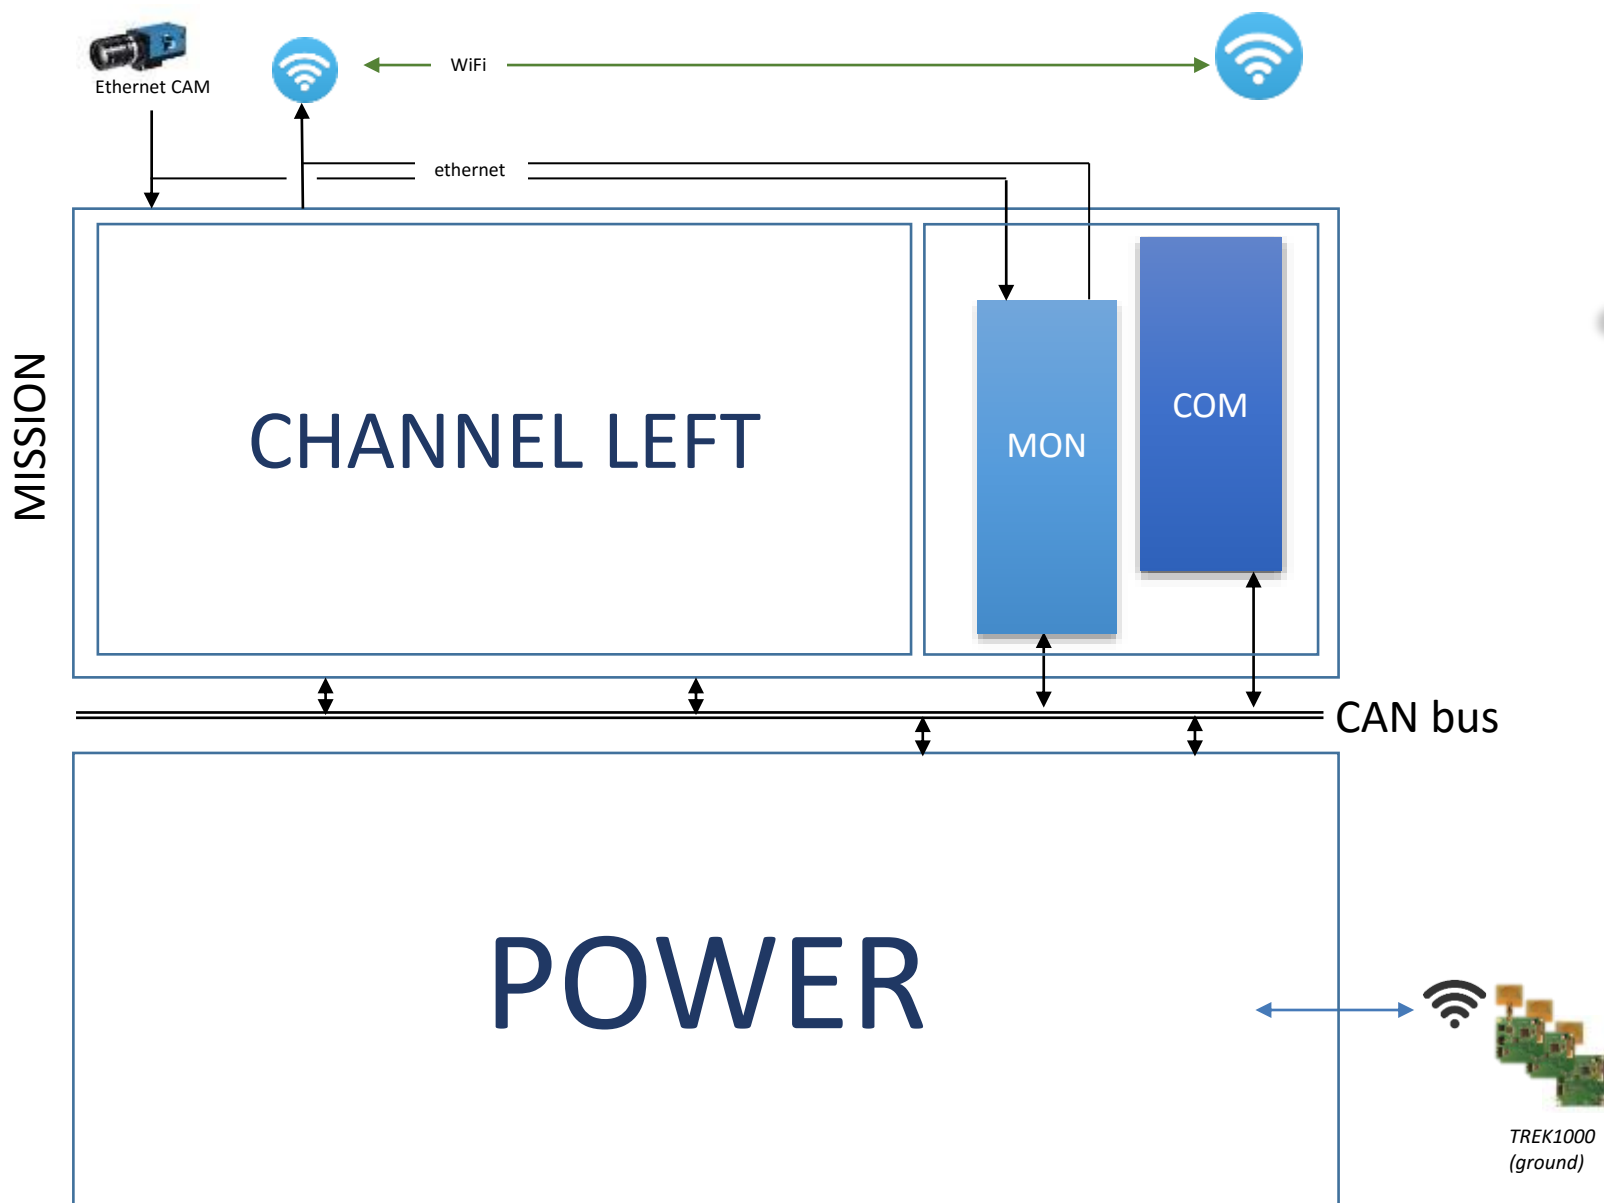 Ethernet CAM
WiFi
ethernet
MISSION
CHANNEL LEFT
MON
COM
CAN bus
POWER
TREK1000
(ground)